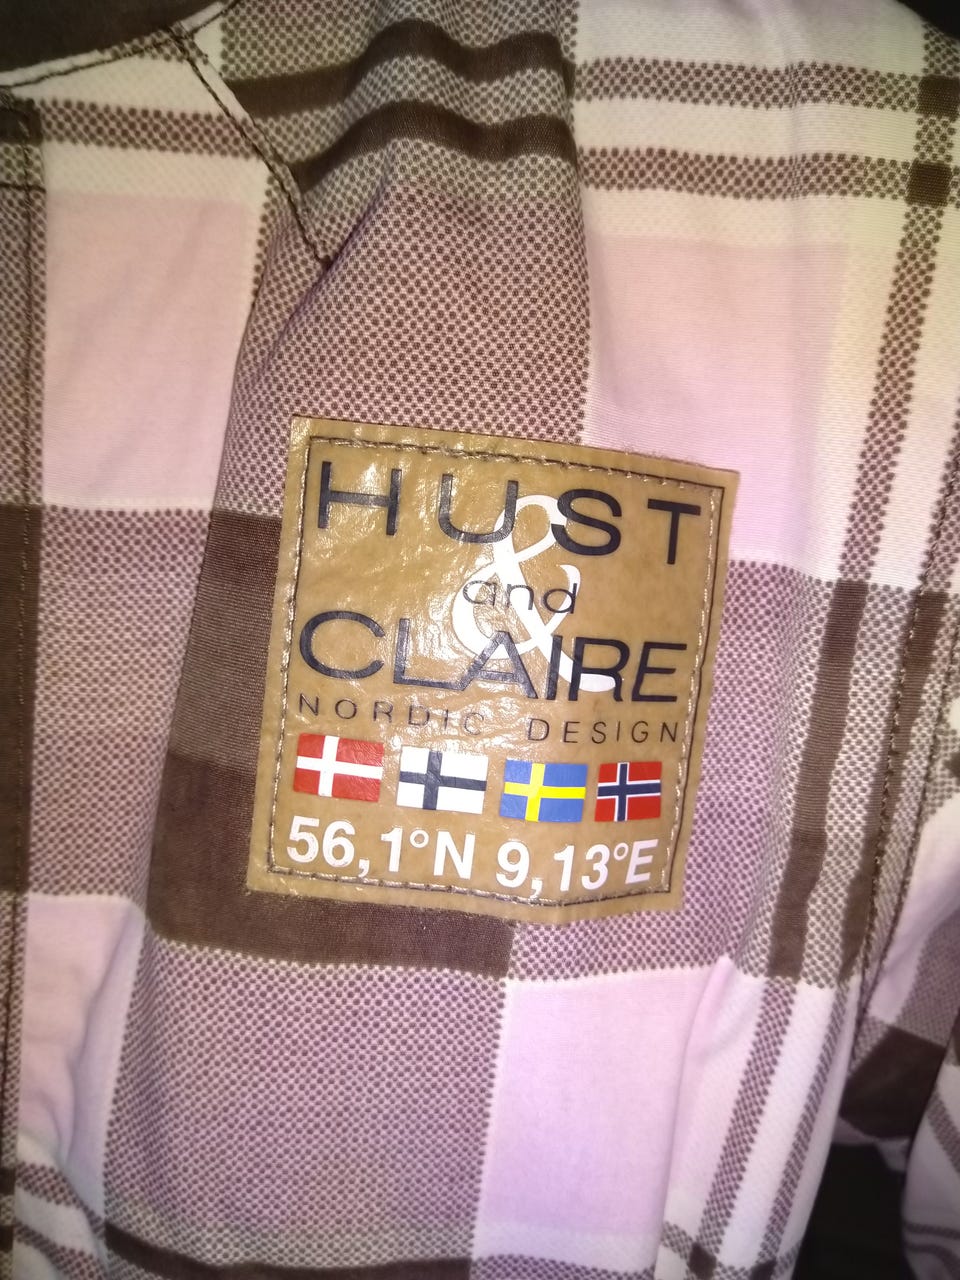 HUST
&
and
CLAIRE
NORDIC DESIGN
56,1°N 9,13°E